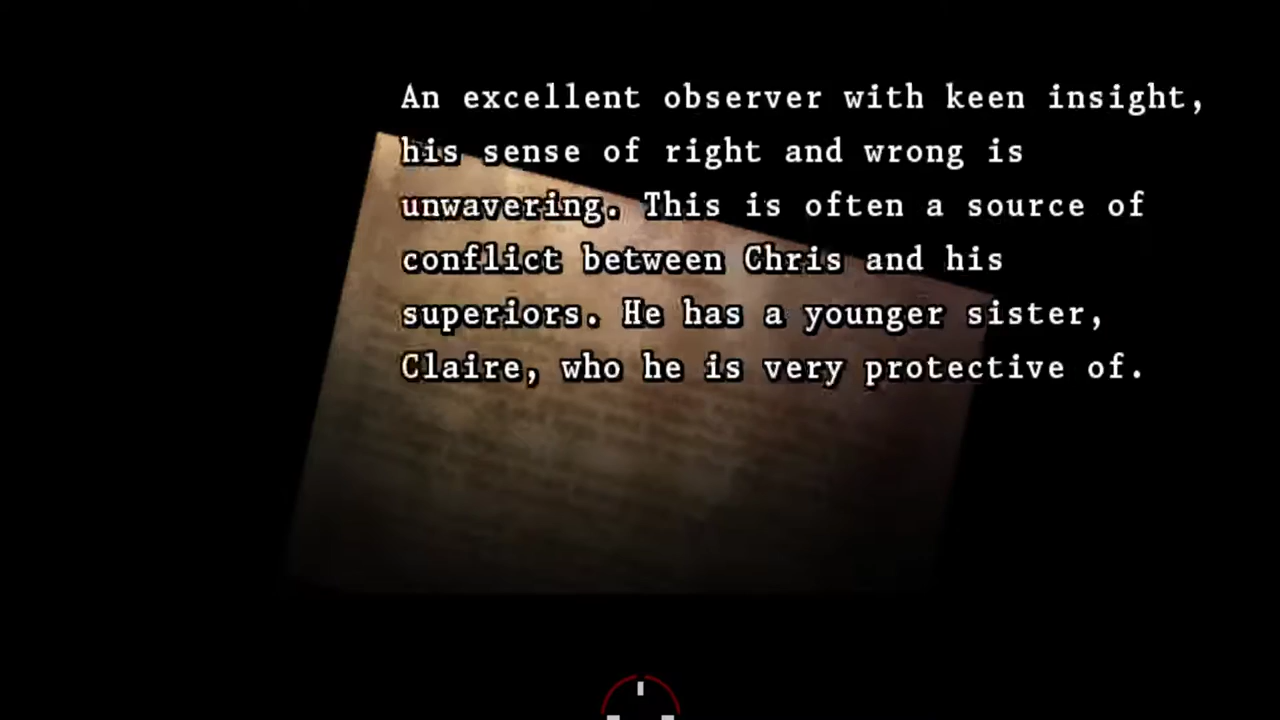 An excellent observer with keen insight,
his sense of right and wrong is
unwavering. This is often a source of
conflict between Chris and his
superiors. He has a younger sister,
Claire, who he is very protective of.